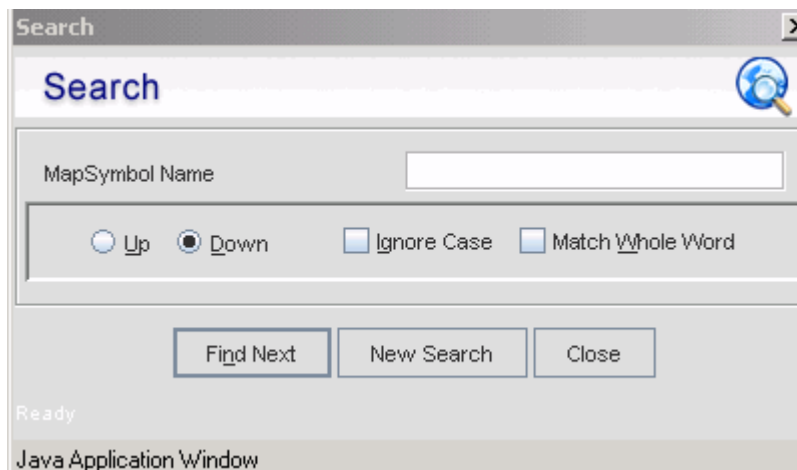 Search
Search
MapSymbol Name
Up Down Ignore Case Match Whole Word
Find Next New Search Close
Ready
Java Application Window